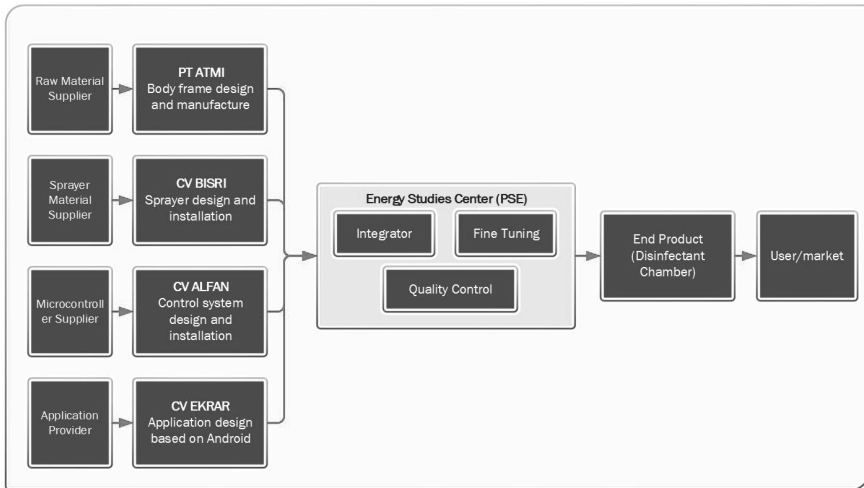 Raw Material
Supplier
PT ATMI
Body frame design
and manufacture
Sprayer
Material
Supplier
CV BISRI
Sprayer design and
installation
Microcontroll
er Supplier
CV ALFAN
Control system
design and
installation
Application
Provider
CV EKRAR
Application design
based on Android
Energy Studies Center (PSE)
Integrator
Fine Tuning
Quality Control
End Product
(Disinfectant
Chamber)
User/market